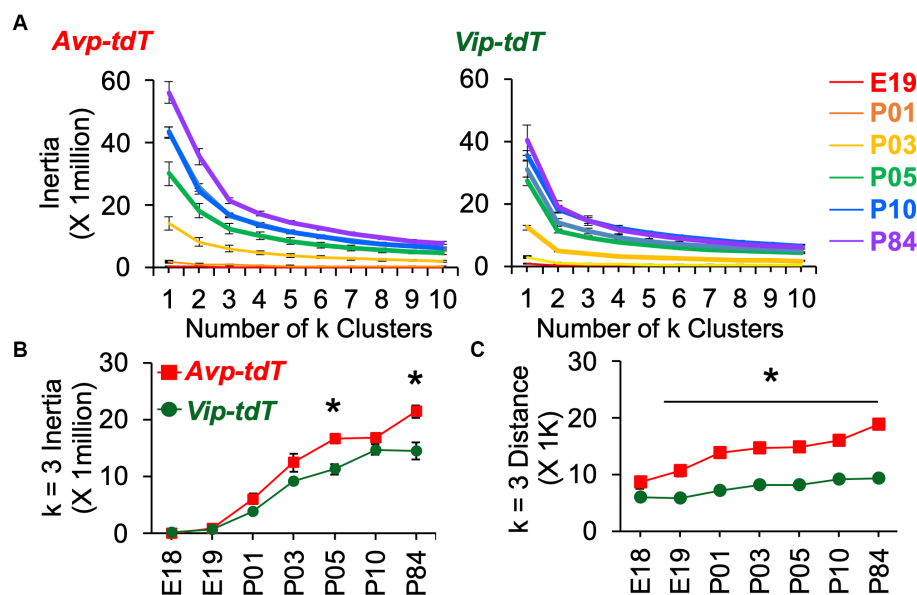 A
Avp-tdT
Vip-tdT
Inertia
(X 1million)
60
40
20
0
1 2 3 4 5 6 7 8 9 10
Number of k Clusters
60
40
20
0
1 2 3 4 5 6 7 8 9 10
Number of k Clusters
E19
P01
P03
P05
P10
P84
B
k = 3 Inertia
(X 1million)
30
20
10
0
Avp-tdT
Vip-tdT
*
*
E18
E19
P01
P03
P05
P10
P84
C
k = 3 Distance
(X 1K)
30
20
10
0
*
E18
E19
P01
P03
P05
P10
P84